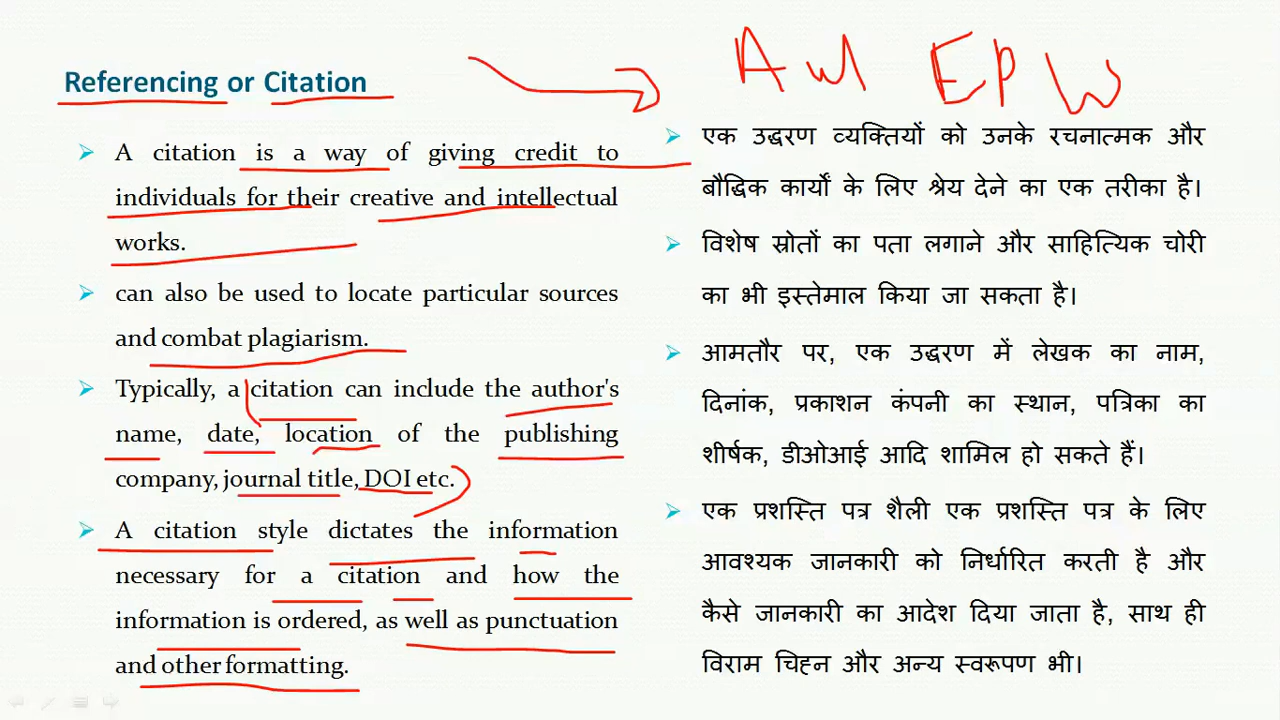 Referencing or Citation
A citation is a way of giving credit to
individuals for their creative and intellectual
works.
can also be used to locate particular sources
and combat plagiarism.
Typically, a citation can include the author's
name, date, location of the publishing
company, journal title, DOI etc.
A citation style dictates the information
necessary for a citation and how the
information is ordered, as well as punctuation
and other formatting.
एक उद्धरण व्यक्तियों को उनके रचनात्मक और
बौद्धिक कार्यों के लिए श्रेय देने का एक तरीका है।
विशेष स्रोतों का पता लगाने और साहित्यिक चोरी
का भी इस्तेमाल किया जा सकता है।
आमतौर पर, एक उद्धरण में लेखक का नाम,
दिनांक, प्रकाशन कंपनी का स्थान, पत्रिका का
शीर्षक, डीओआई आदि शामिल हो सकते हैं।
एक प्रशस्ति पत्र शैली एक प्रशस्ति पत्र के लिए
आवश्यक जानकारी को निर्धारित करती है और
कैसे जानकारी का आदेश दिया जाता है, साथ ही
विराम चिह्न और अन्य स्वरूपण भी।